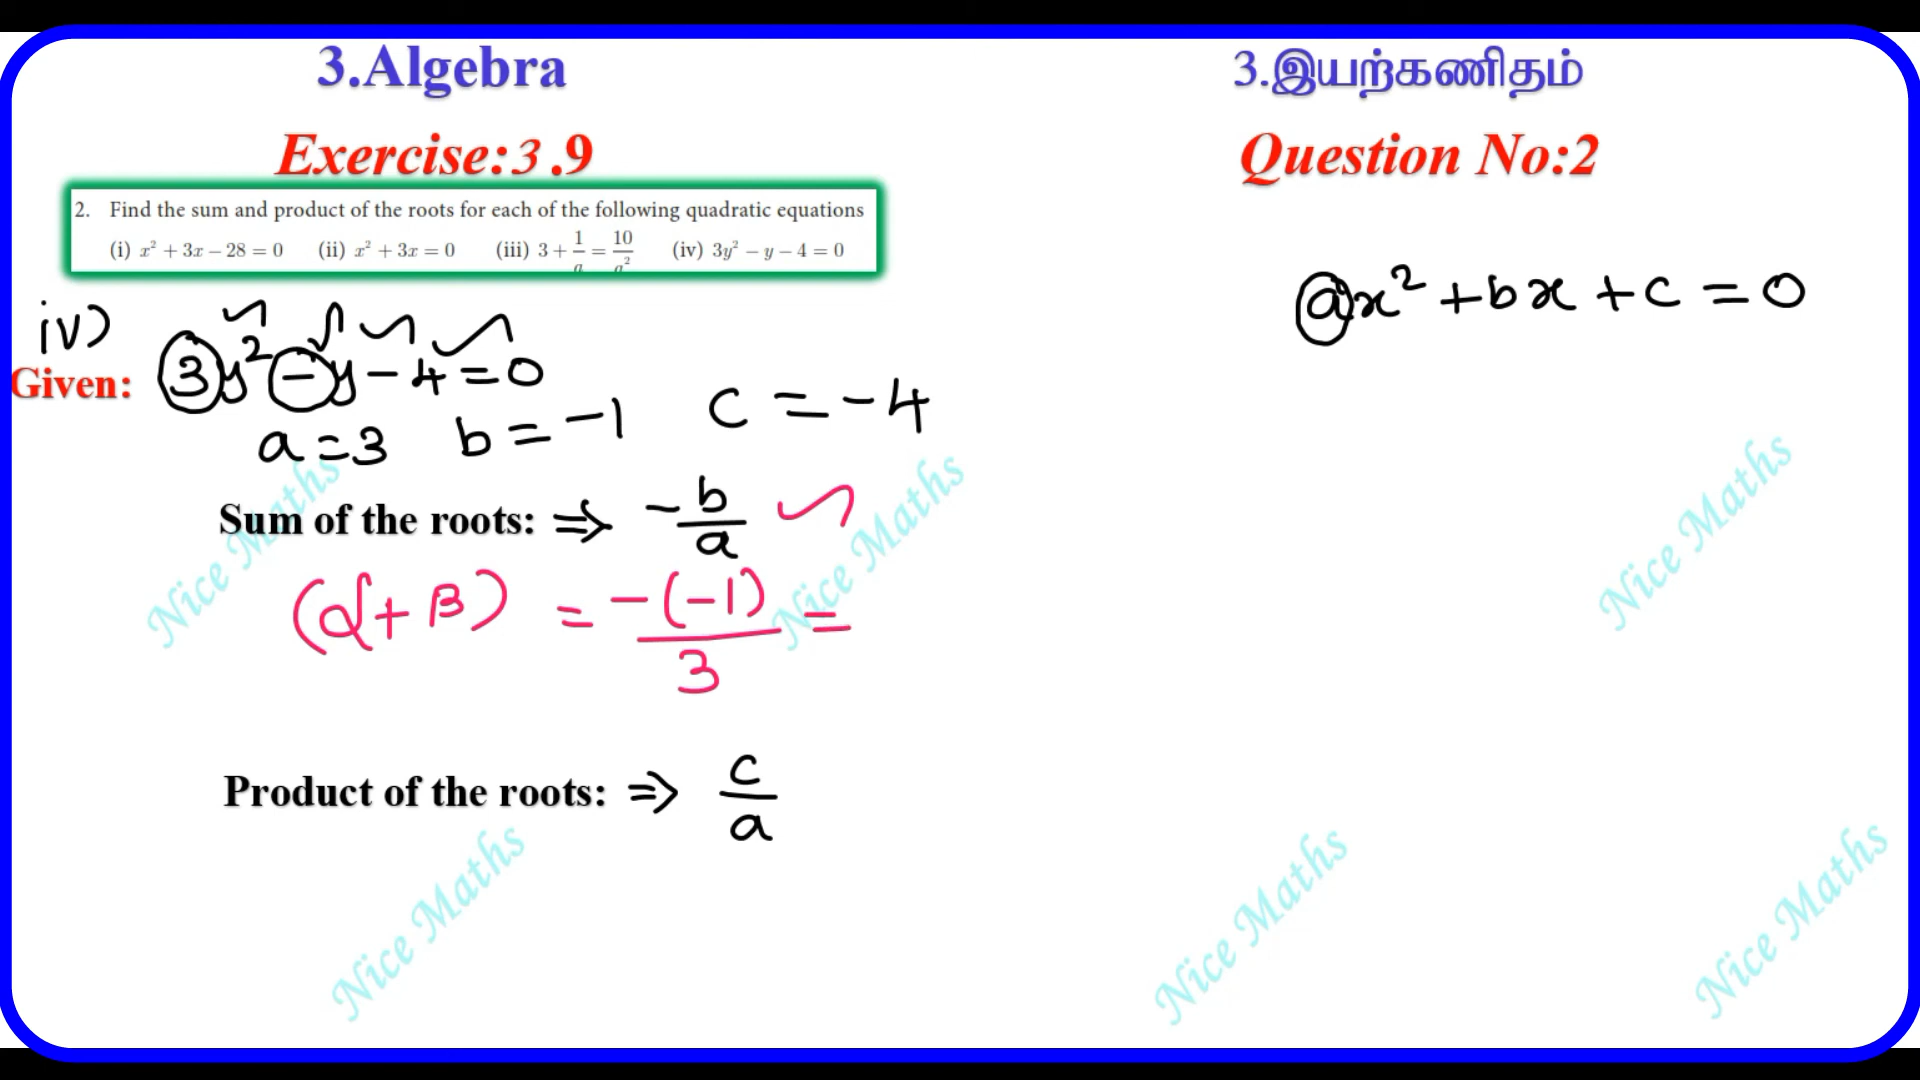 3.Algebra
3.இயற்கணிதம்
Exercise:3.9
Question No:2
2. Find the sum and product of the roots for each of the following quadratic equations
(i) x² + 3x − 28 = 0 (ii) x² + 3x = 0 (iii) 3 + 1/a = 10/a² (iv) 3y² − y − 4 = 0
ax² + bx + c = 0
iv)
Given: 3y² − y − 4 = 0
a = 3 b = −1 c = −4
Sum of the roots: ⇒ −b/a
(α + β) = −(−1)/3 =
Product of the roots: ⇒ c/a
Nice Maths
Nice Maths
Nice Maths
Nice Maths
Nice Maths
Nice Maths